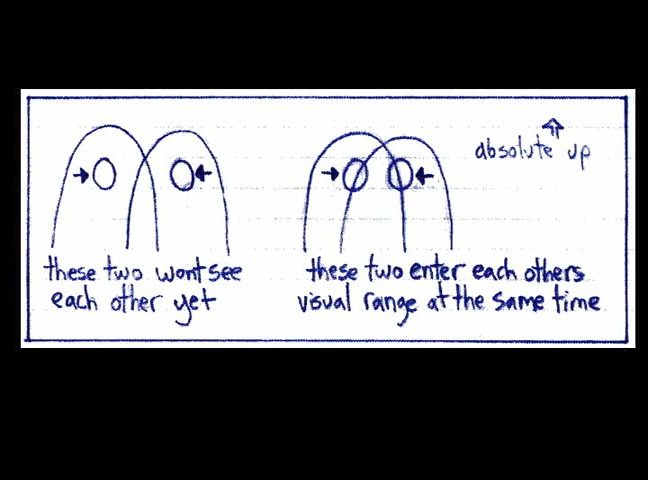 absolute up
these two wont see
each other yet
these two enter each others
visual range at the same time